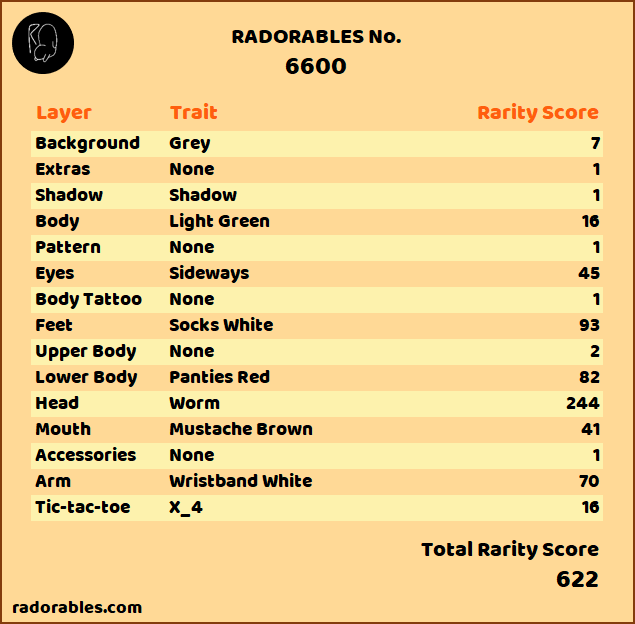 RADORABLES No.
6600
Layer Trait Rarity Score
Background Grey 7
Extras None 1
Shadow Shadow 1
Body Light Green 16
Pattern None 1
Eyes Sideways 45
Body Tattoo None 1
Feet Socks White 93
Upper Body None 2
Lower Body Panties Red 82
Head Worm 244
Mouth Mustache Brown 41
Accessories None 1
Arm Wristband White 70
Tic-tac-toe X_4 16
Total Rarity Score
622
radorables.com